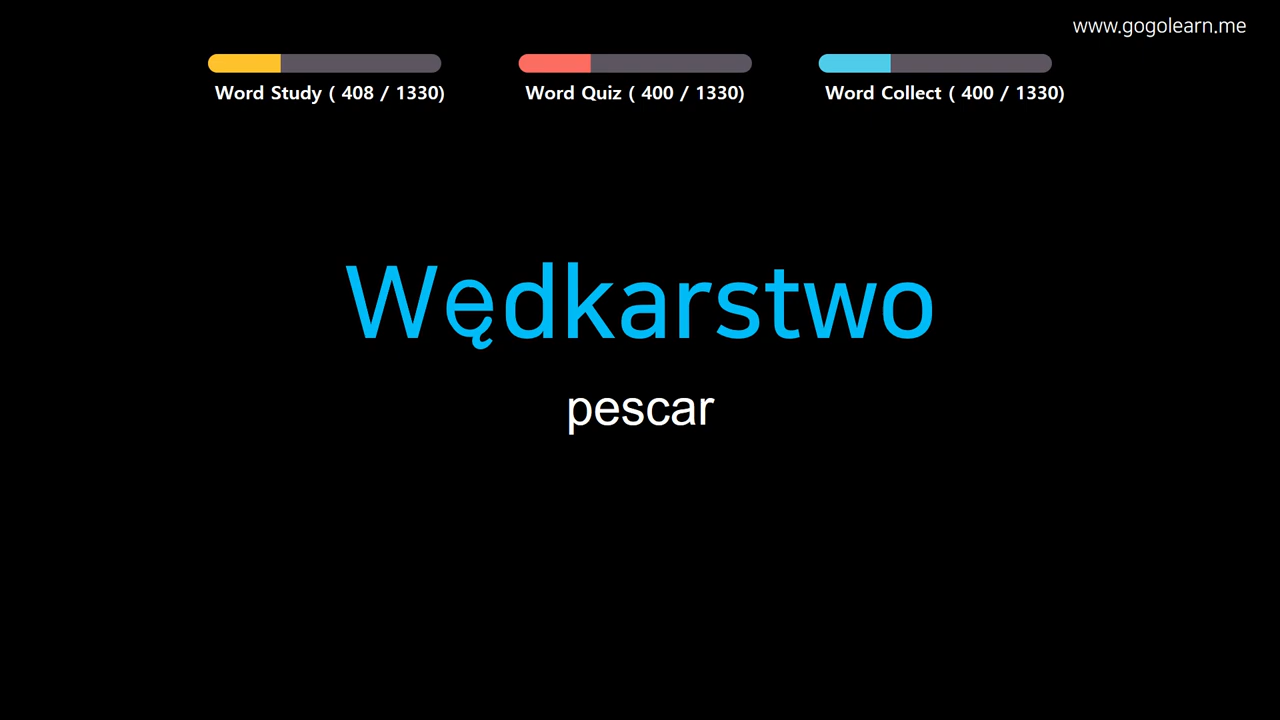 www.gogolearn.me
Word Study ( 408 / 1330)
Word Quiz ( 400 / 1330)
Word Collect ( 400 / 1330)
Wędkarstwo
pescar